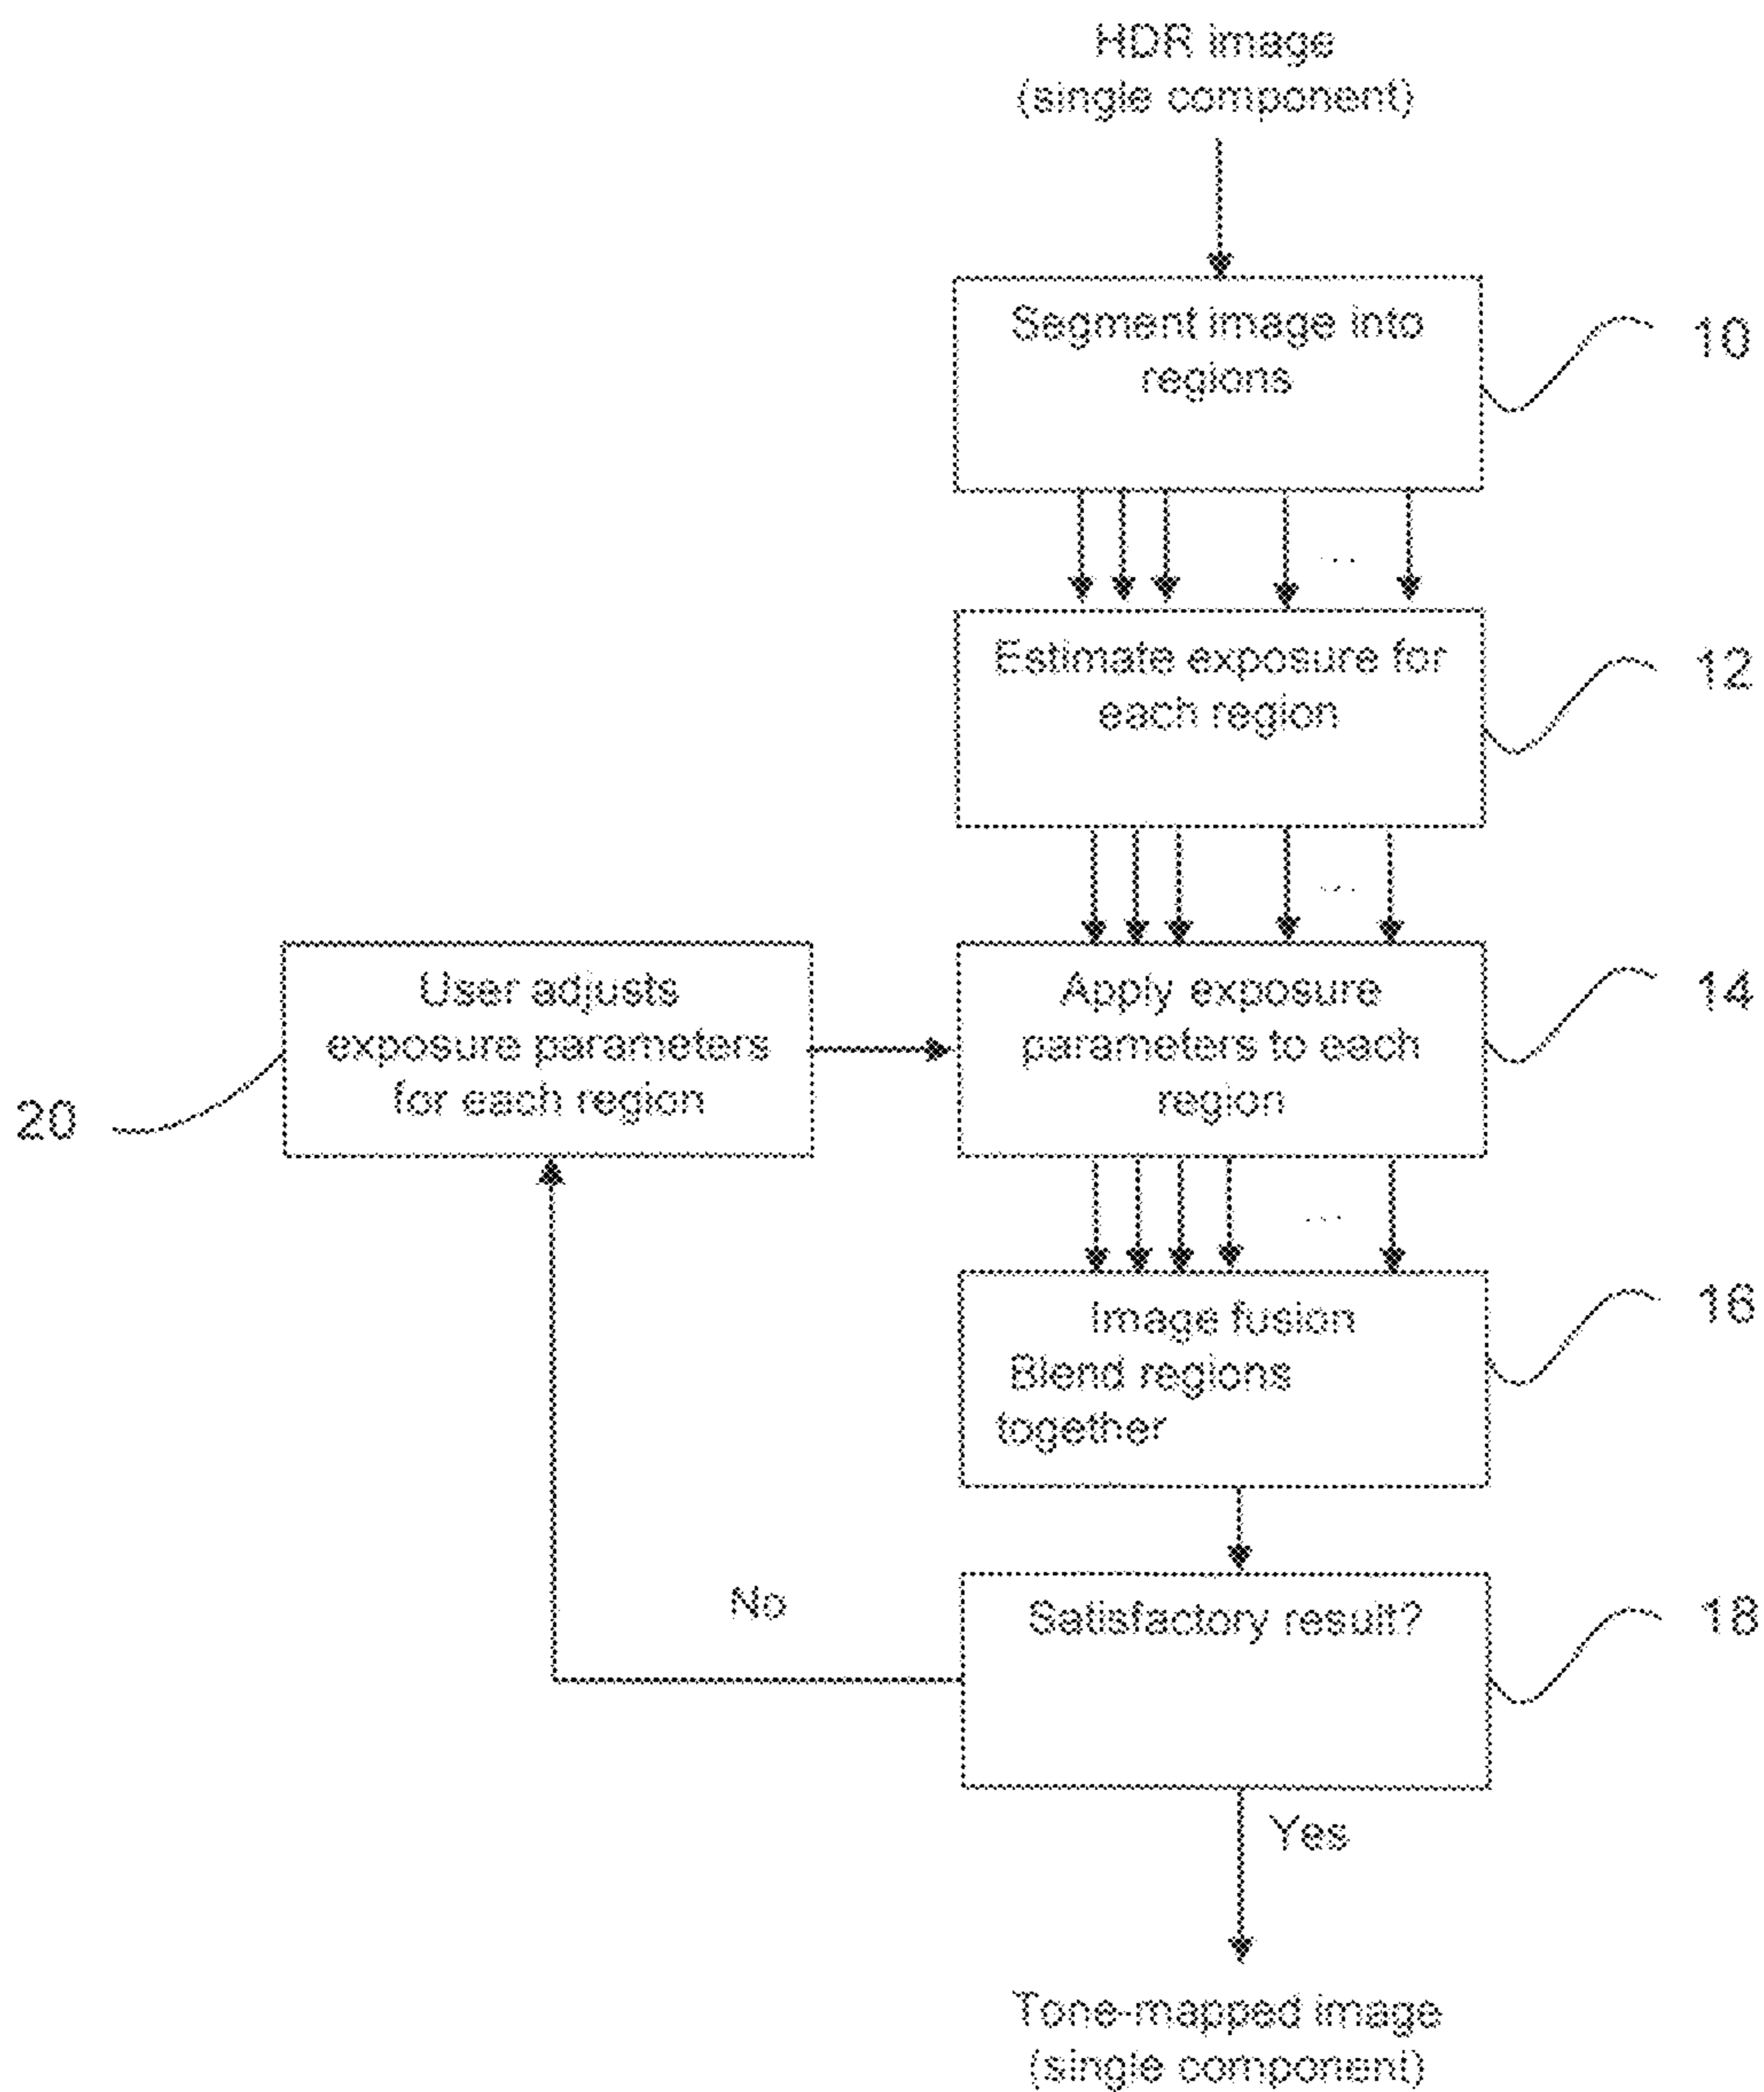 HDR image
(single component)
Segment image into
regions
10
...
Estimate exposure for
each region
12
...
User adjusts
exposure parameters
for each region
20
Apply exposure
parameters to each
region
14
...
Image fusion
Blend regions
together
16
No
Satisfactory result?
18
Yes
Tone-mapped image
(single component)